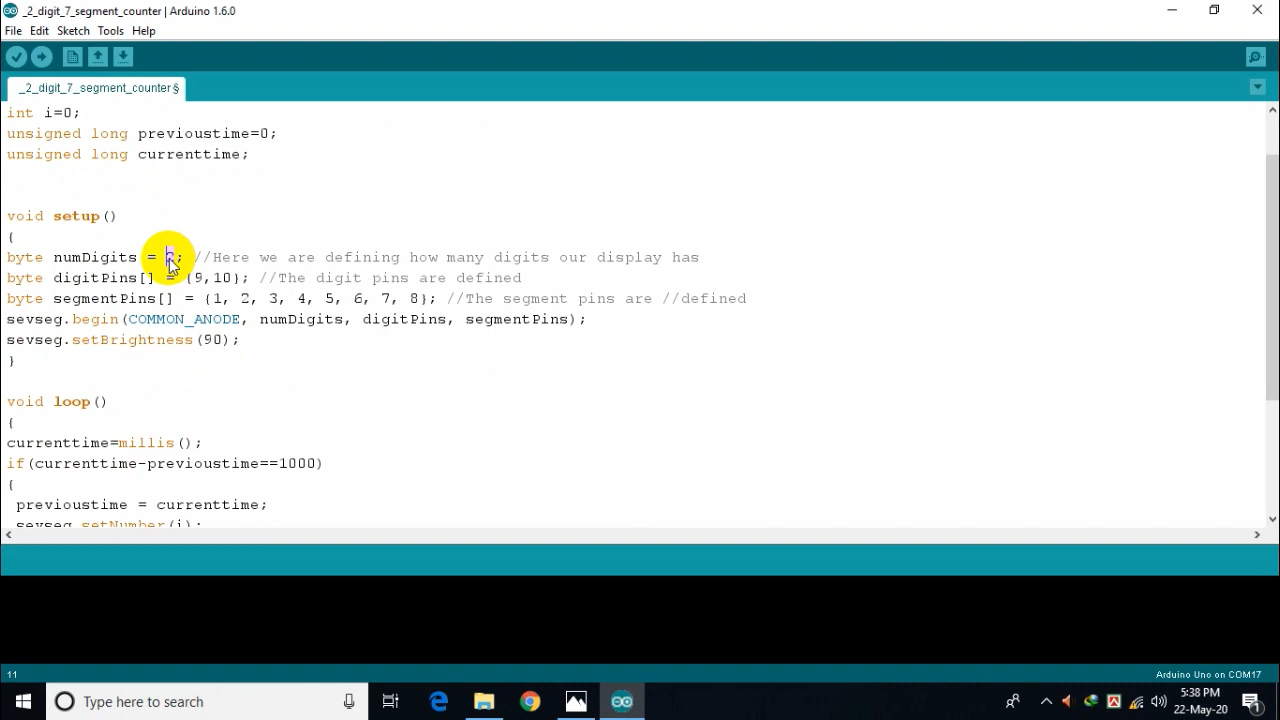 _2_digit_7_segment_counter | Arduino 1.6.0
File Edit Sketch Tools Help
_2_digit_7_segment_counter §
int i=0;
unsigned long previoustime=0;
unsigned long currenttime;
void setup()
{
byte numDigits = ; //Here we are defining how many digits our display has
byte digitPins[] = {9,10}; //The digit pins are defined
byte segmentPins[] = {1, 2, 3, 4, 5, 6, 7, 8}; //The segment pins are //defined
sevseg.begin(COMMON_ANODE, numDigits, digitPins, segmentPins);
sevseg.setBrightness(90);
}
void loop()
{
currenttime=millis();
if(currenttime-previoustime==1000)
{
previoustime = currenttime;
sevseg.setNumber(i);
11
Arduino Uno on COM17
Type here to search
5:38 PM
22-May-20
1